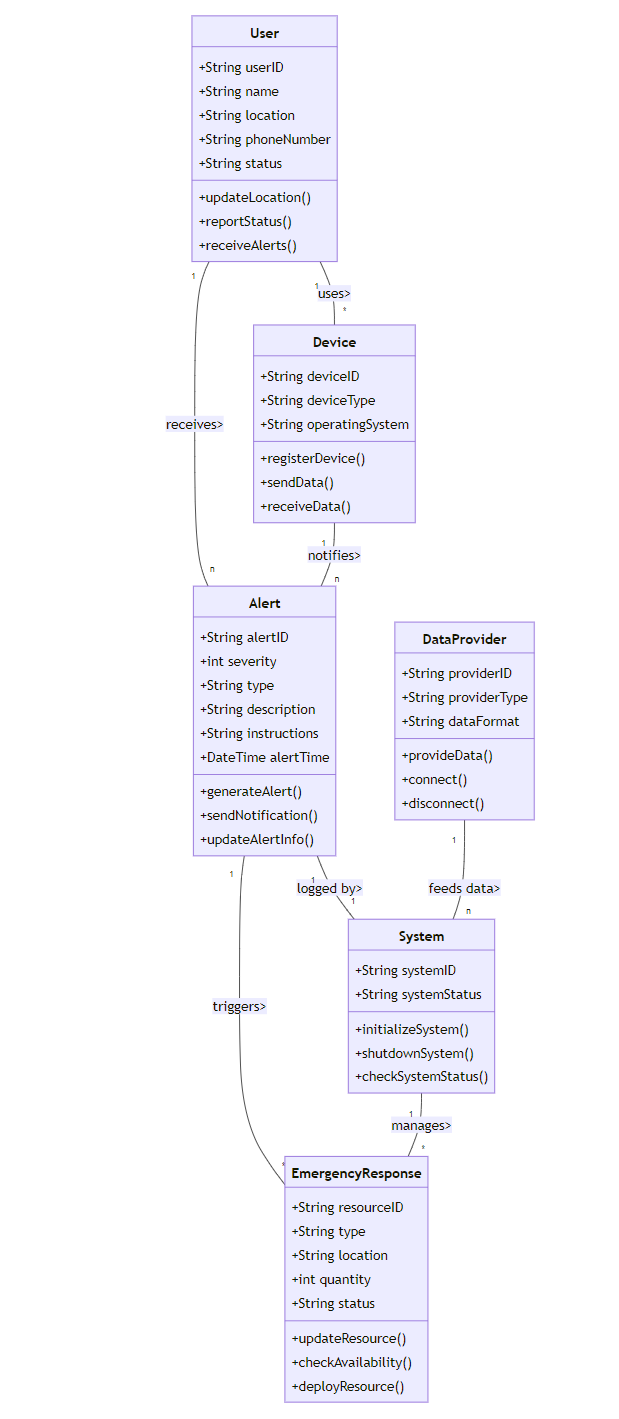 User
+String userID
+String name
+String location
+String phoneNumber
+String status
+updateLocation()
+reportStatus()
+receiveAlerts()
1
1
uses>
*
Device
+String deviceID
+String deviceType
+String operatingSystem
+registerDevice()
+sendData()
+receiveData()
receives>
1
notifies>
n
n
Alert
+String alertID
+int severity
+String type
+String description
+String instructions
+DateTime alertTime
+generateAlert()
+sendNotification()
+updateAlertInfo()
DataProvider
+String providerID
+String providerType
+String dataFormat
+provideData()
+connect()
+disconnect()
1
1
logged by>
1
1
feeds data>
n
System
+String systemID
+String systemStatus
+initializeSystem()
+shutdownSystem()
+checkSystemStatus()
triggers>
1
manages>
*
*
EmergencyResponse
+String resourceID
+String type
+String location
+int quantity
+String status
+updateResource()
+checkAvailability()
+deployResource()